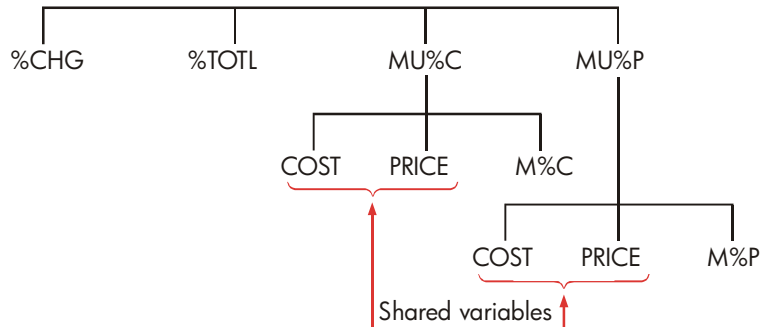 %CHG %TOTL MU%C MU%P
COST PRICE M%C
COST PRICE M%P
Shared variables